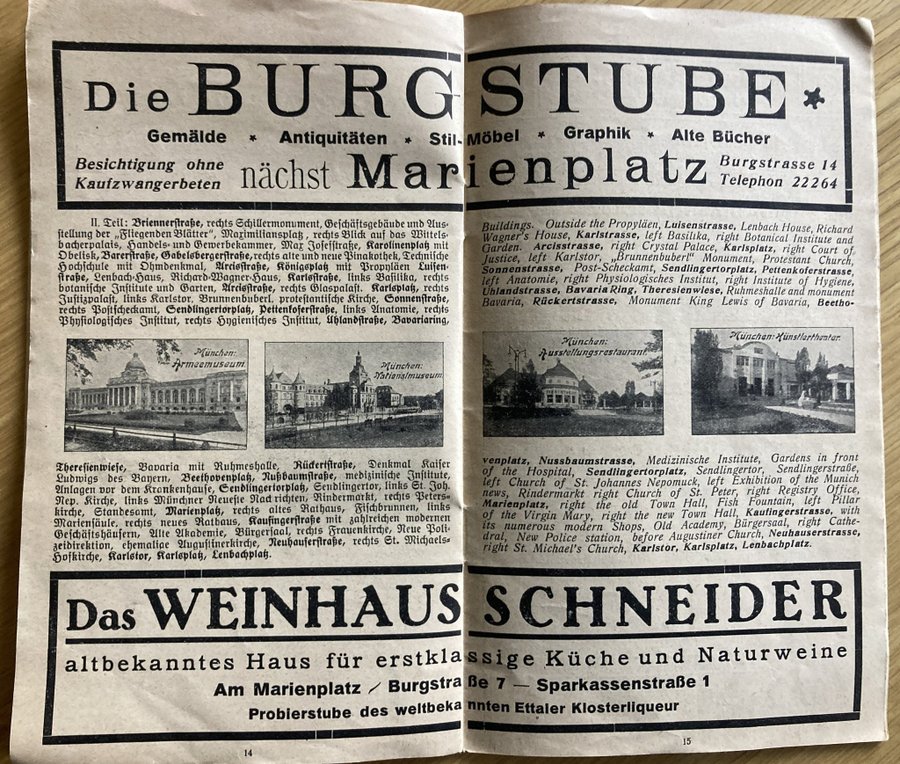 Die BURGSTUBE *
Gemälde * Antiquitäten * Stil-Möbel * Graphik * Alte Bücher
Besichtigung ohne
Kaufzwangerbeten
nächst Marienplatz
Burgstrasse 14
Telephon 22264
II. Teil: Briennerstraße, rechts Schillermonument, Geschäftsgebäude und Aus-
stellung der „Fliegenden Blätter", Maximiliansplatz, rechts Blick auf das Wittels-
bacherpalais, Handels- und Gewerbekammer, Max Josefstraße, Karolinenplatz mit
Obelisk, Barerstraße, Gabelsbergerstraße, rechts alte und neue Pinakothek, Technische
Hochschule mit Ohmdenkmal, Arcisstraße, Königsplatz mit Propyläen Luisen-
straße, Lenbach-Haus, Richard-Wagner-Haus, Karlstraße, links Basilika, rechts
botanische Institute und Garten, Arcisstraße, rechts Glaspalast, Karlsplatz, rechts
Justizpalast, links Karlstor, Brunnenbuberl, protestantische Kirche, Sonnenstraße,
rechts Postscheckamt, Sendlingertorplatz, Pettenkoferstraße, links Anatomie, rechts
Physiologisches Institut, rechts Hygienisches Institut, Uhlandstraße, Bavariaring,
München:
Armeemuseum.
München:
Nationalmuseum.
Theresienwiese, Bavaria mit Ruhmeshalle, Rückertstraße, Denkmal Kaiser
Ludwigs des Bayern, Beethovenplatz, Nußbaumstraße, medizinische Institute,
Anlagen vor dem Krankenhause, Sendlingertorplatz, Sendlingertor, links St. Joh.
Nep. Kirche, links Münchner Neueste Nachrichten, Rindermarkt, rechts Peters-
kirche, Standesamt, Marienplatz, rechts altes Rathaus, Fischbrunnen, links
Mariensäule, rechts neues Rathaus, Kaufingerstraße mit zahlreichen modernen
Geschäftshäusern, Alte Akademie, Bürgersaal, rechts Frauenkirche, Neue Poli-
zeidirektion, ehemalige Augustinerkirche, Neuhauserstraße, rechts St. Michaels-
Hofkirche, Karlstor, Karlsplatz, Lenbachplatz.
Buildings. Outside the Propyläen, Luisenstrasse, Lenbach House, Richard
Wagner's House, Karlstrasse, left Basilika, right Botanical Institute and
Garden. Arcisstrasse, right Crystal Palace, Karlsplatz, right Court of
Justice, left Karlstor, „Brunnenbuberl" Monument, Protestant Church,
Sonnenstrasse, Post-Scheckamt, Sendlingertorplatz, Pettenkoferstrasse,
left Anatomie, right Physiologisches Institut, right Institute of Hygiene,
Uhlandstrasse, Bavaria Ring, Theresienwiese, Ruhmeshalle and monument
Bavaria, Rückertstrasse, Monument King Lewis of Bavaria, Beetho-
München:
Ausstellungsrestaurant
München: Künstlertheater.
venplatz, Nussbaumstrasse, Medizinische Institute, Gardens in front
of the Hospital, Sendlingertorplatz, Sendlingertor, Sendlingerstraße,
left Church of St. Johannes Nepomuck, left Exhibition of the Munich
news, Rindermarkt right Church of St. Peter, right Registry Office,
Marienplatz, right the old Town Hall, Fish Fountain, left Pillar
of the Virgin Mary, right the new Town Hall, Kaufingerstrasse, with
its numerous modern Shops, Old Academy, Bürgersaal, right Cathe-
dral, New Police station, before Augustiner Church, Neuhauserstrasse,
right St. Michael's Church, Karlstor, Karlsplatz, Lenbachplatz.
Das WEINHAUS SCHNEIDER
altbekanntes Haus für erstklassige Küche und Naturweine
Am Marienplatz / Burgstraße 7 — Sparkassenstraße 1
Probierstube des weltbekannten Ettaler Klosterliqueur
14
15